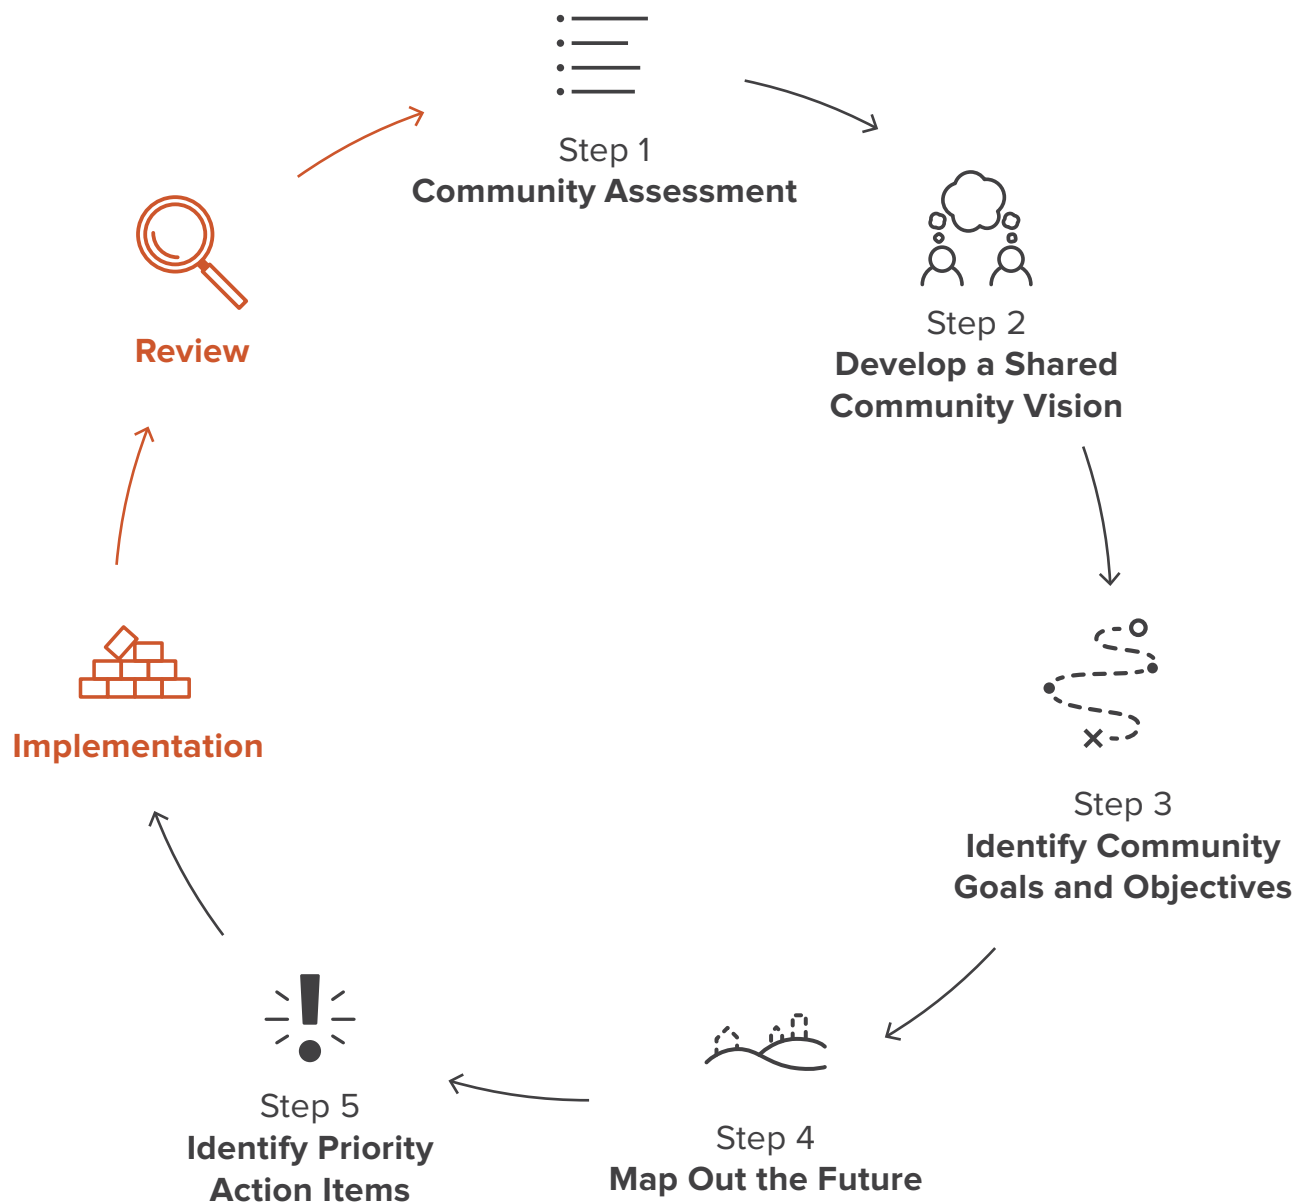 Step 1
Community Assessment
Step 2
Develop a Shared
Community Vision
Step 3
Identify Community
Goals and Objectives
Step 4
Map Out the Future
Step 5
Identify Priority
Action Items
Implementation
Review